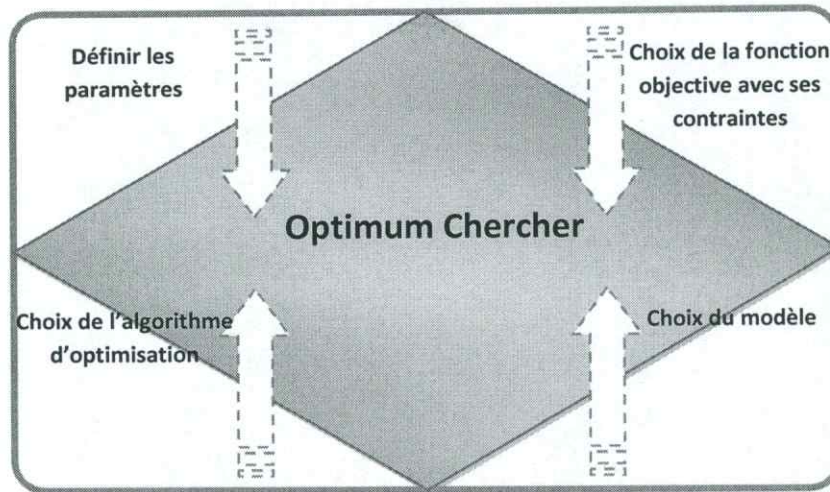 Définir les
paramètres
Choix de la fonction
objective avec ses
contraintes
Optimum Chercher
Choix de l'algorithme
d'optimisation
Choix du modèle